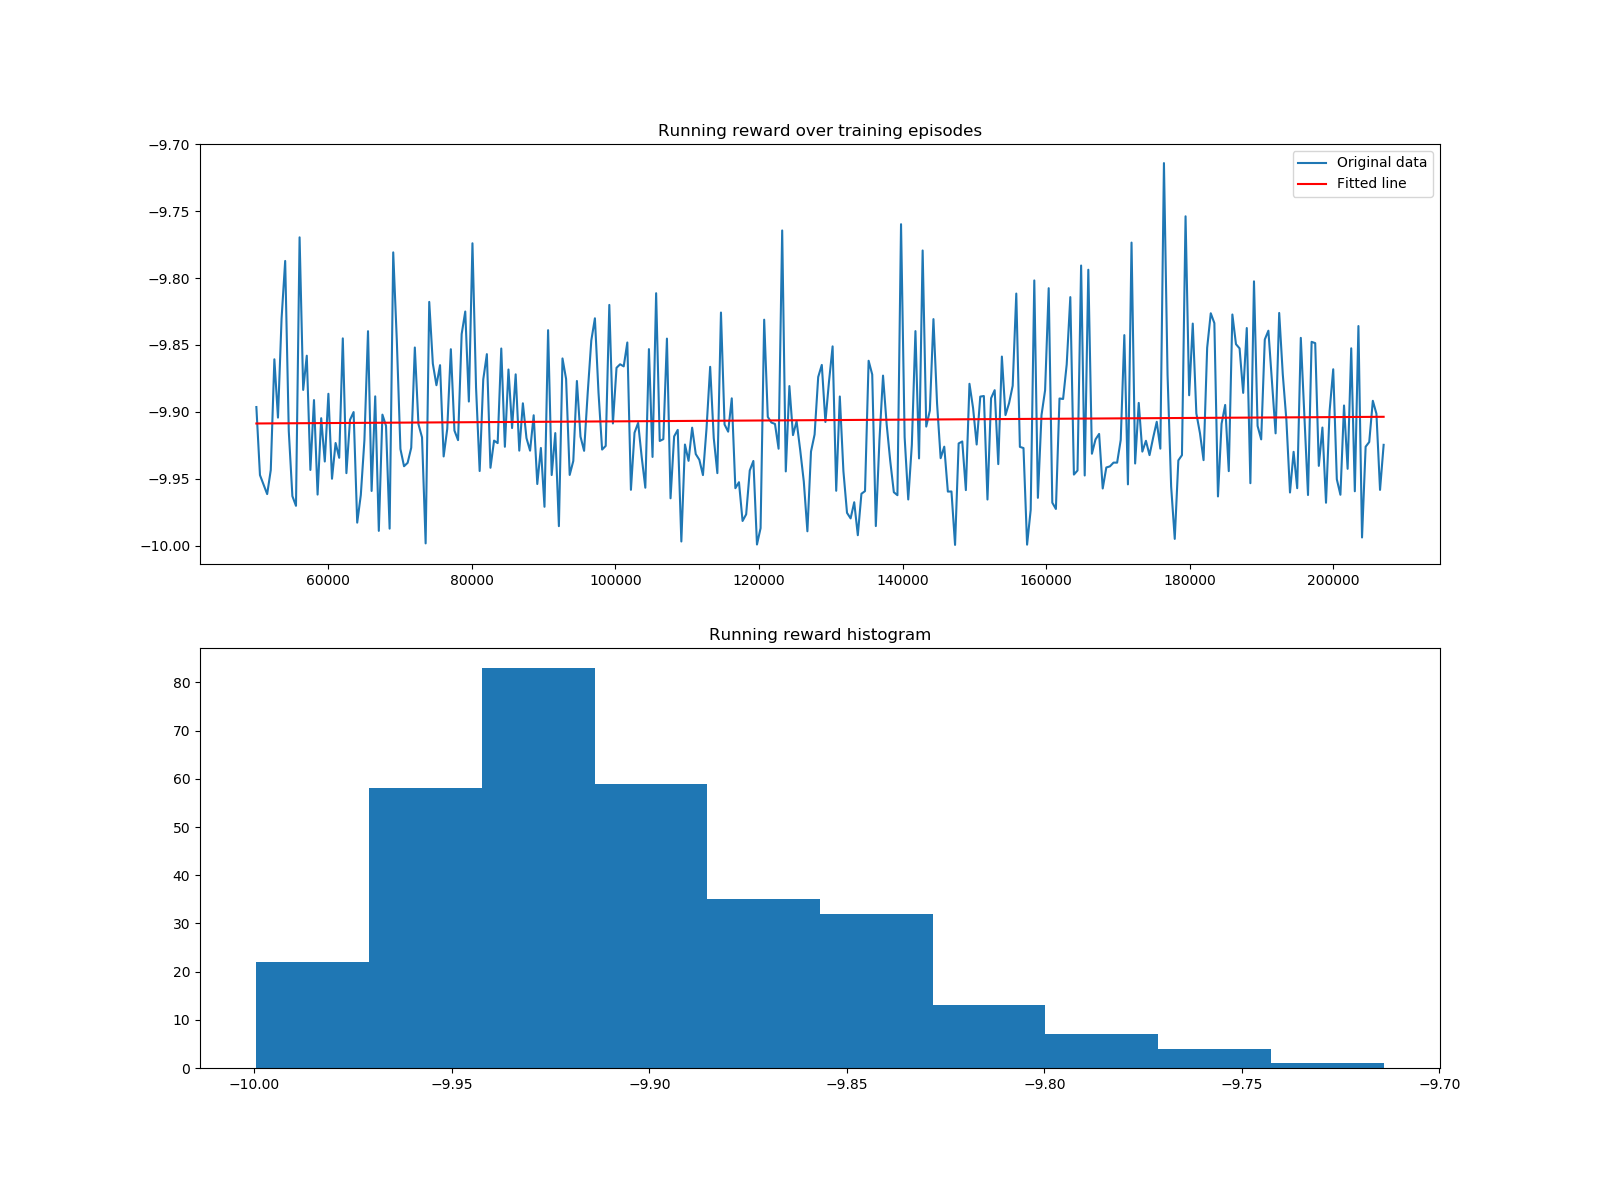 Running reward over training episodes
−9.70
−9.75
−9.80
−9.85
−9.90
−9.95
−10.00
Original data
Fitted line
60000 80000 100000 120000 140000 160000 180000 200000
Running reward histogram
80
70
60
50
40
30
20
10
0
−10.00 −9.95 −9.90 −9.85 −9.80 −9.75 −9.70